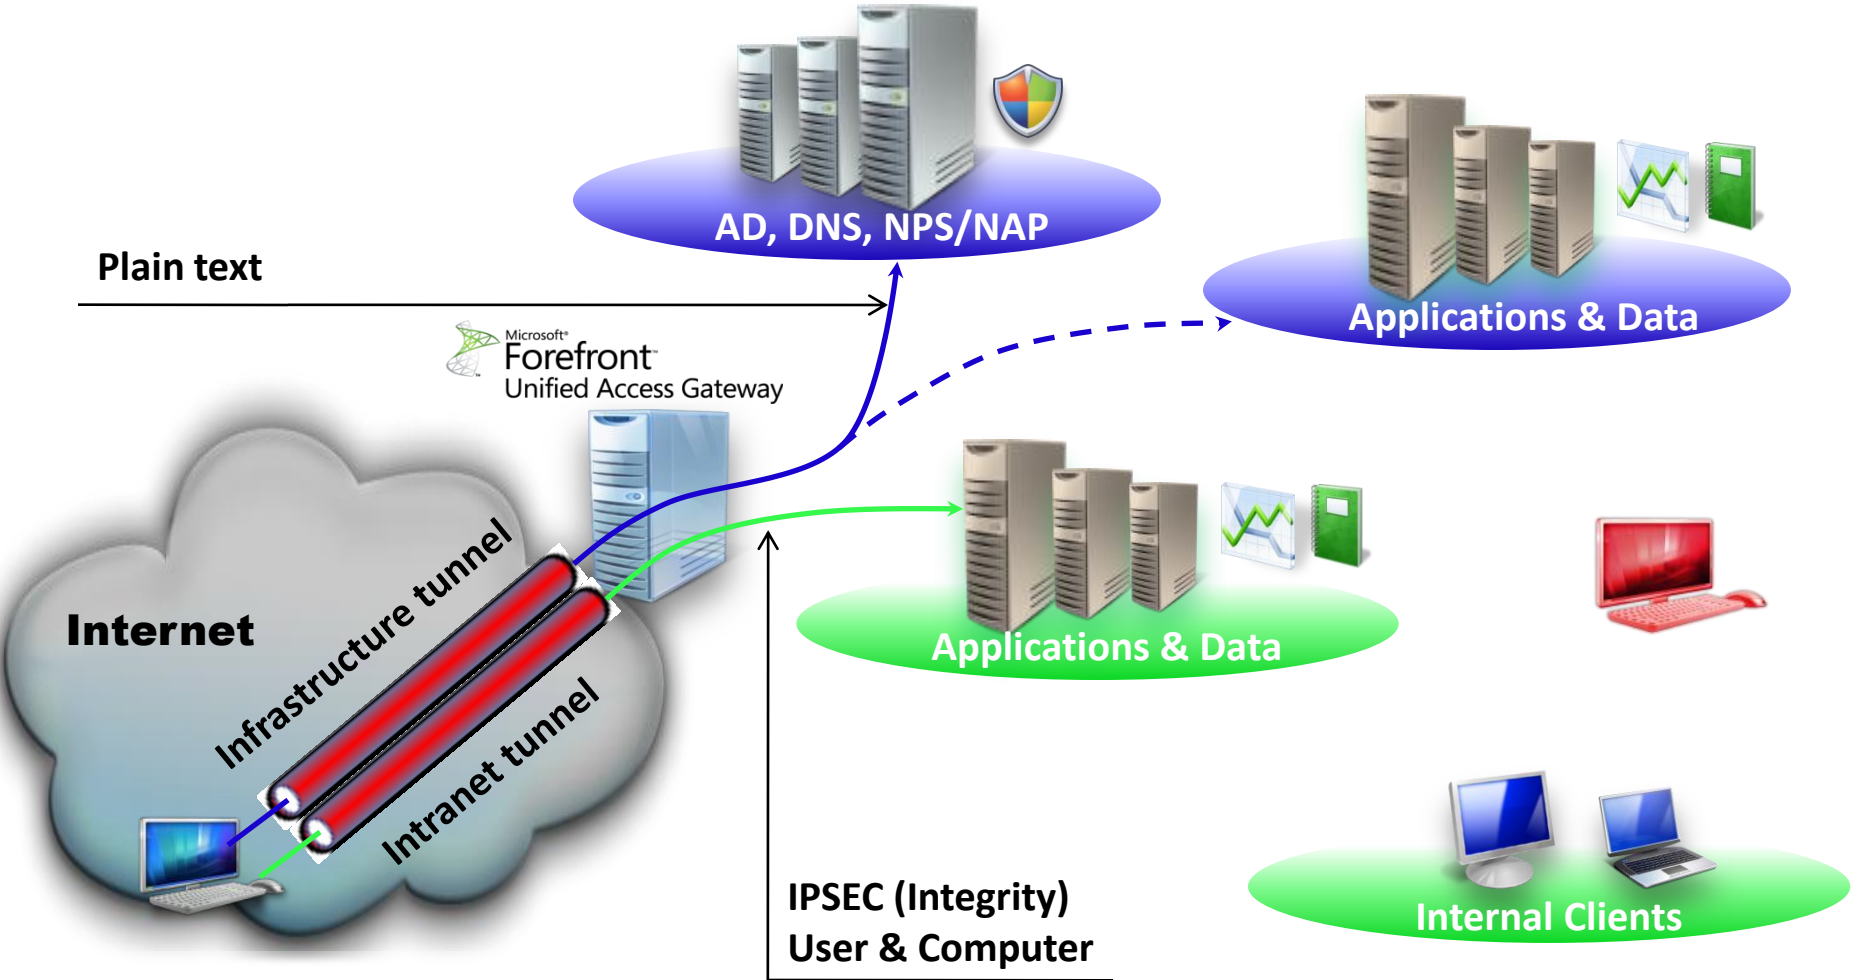 AD, DNS, NPS/NAP
Plain text
Applications & Data
Microsoft®
Forefront™
Unified Access Gateway
Internet
Infrastructure tunnel
Intranet tunnel
Applications & Data
IPSEC (Integrity)
User & Computer
Internal Clients